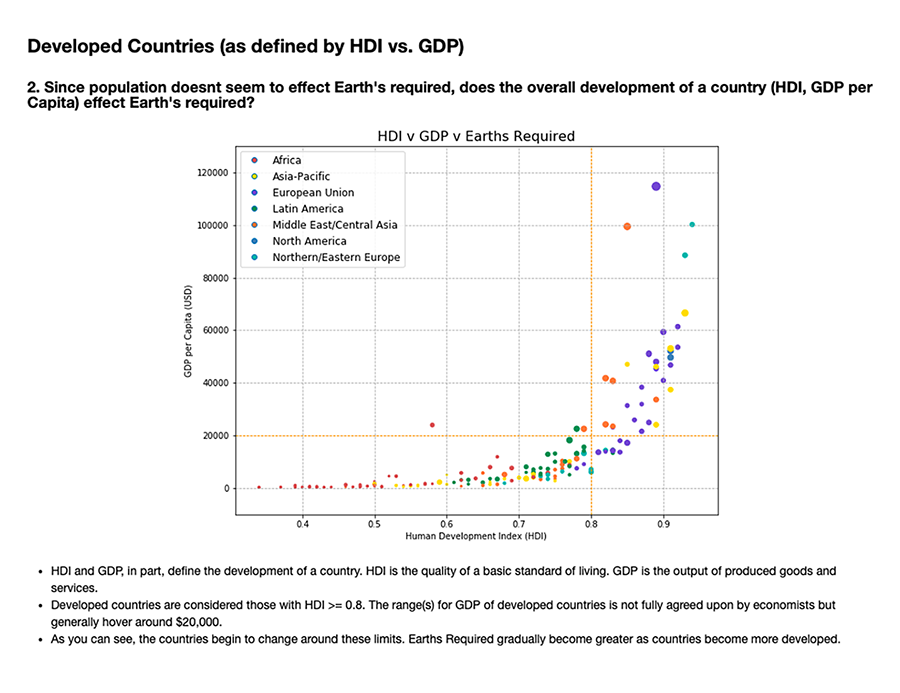 Developed Countries (as defined by HDI vs. GDP)
2. Since population doesnt seem to effect Earth's required, does the overall development of a country (HDI, GDP per
Capita) effect Earth's required?
HDI v GDP v Earths Required
Africa
Asia-Pacific
European Union
Latin America
Middle East/Central Asia
North America
Northern/Eastern Europe
120000
100000
80000
60000
40000
20000
0
GDP per Capita (USD)
0.4 0.5 0.6 0.7 0.8 0.9
Human Development Index (HDI)
• HDI and GDP, in part, define the development of a country. HDI is the quality of a basic standard of living. GDP is the output of produced goods and
services.
• Developed countries are considered those with HDI >= 0.8. The range(s) for GDP of developed countries is not fully agreed upon by economists but
generally hover around $20,000.
• As you can see, the countries begin to change around these limits. Earths Required gradually become greater as countries become more developed.